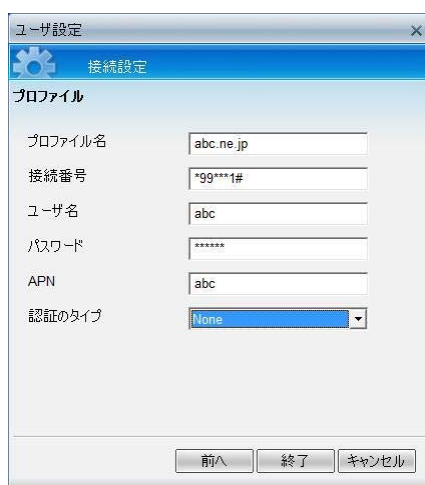 ユーザ設定
接続設定
プロファイル
プロファイル名 abc.ne.jp
接続番号 *99***1#
ユーザ名 abc
パスワード ******
APN abc
認証のタイプ None
前へ 終了 キャンセル